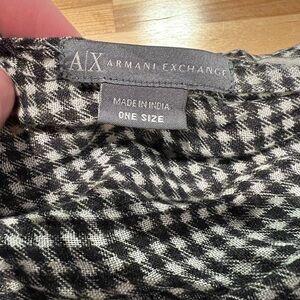 A|X ARMANI EXCHANGE
MADE IN INDIA
ONE SIZE